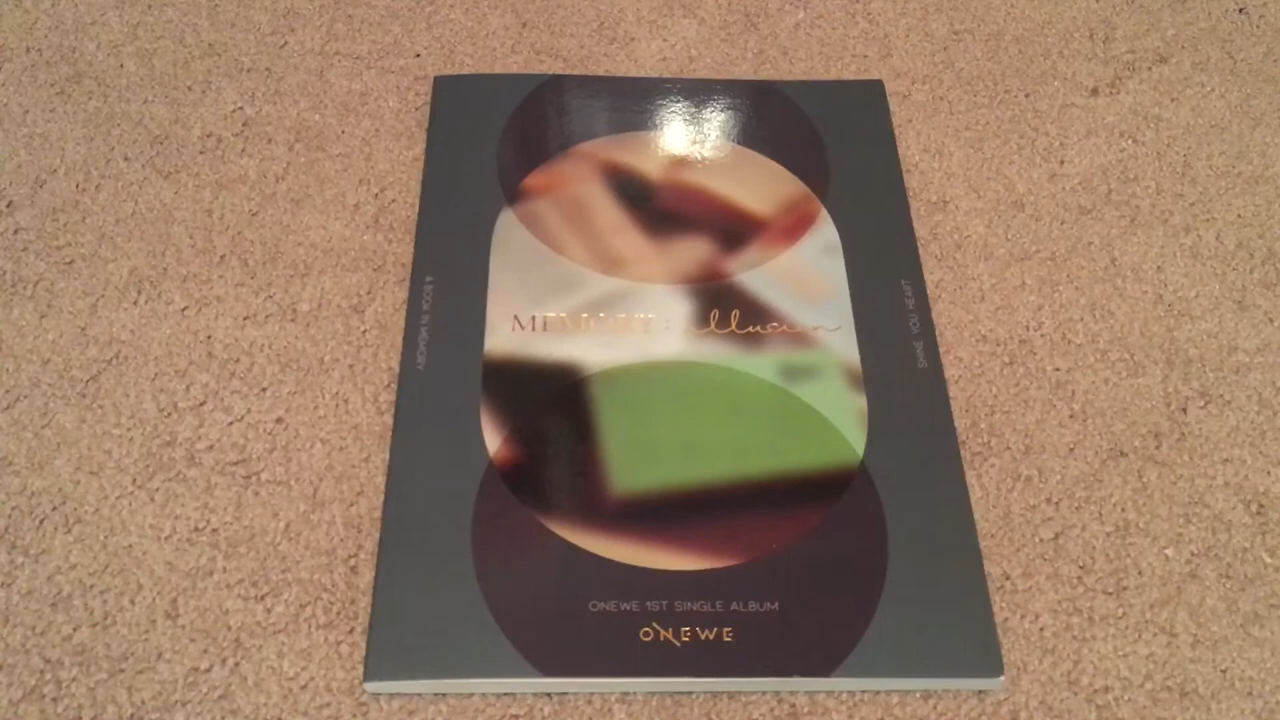 A BOOK IN MEMORY
SHINE YOU HEART
MEMORY : illusion
ONEWE 1ST SINGLE ALBUM
ONEWE